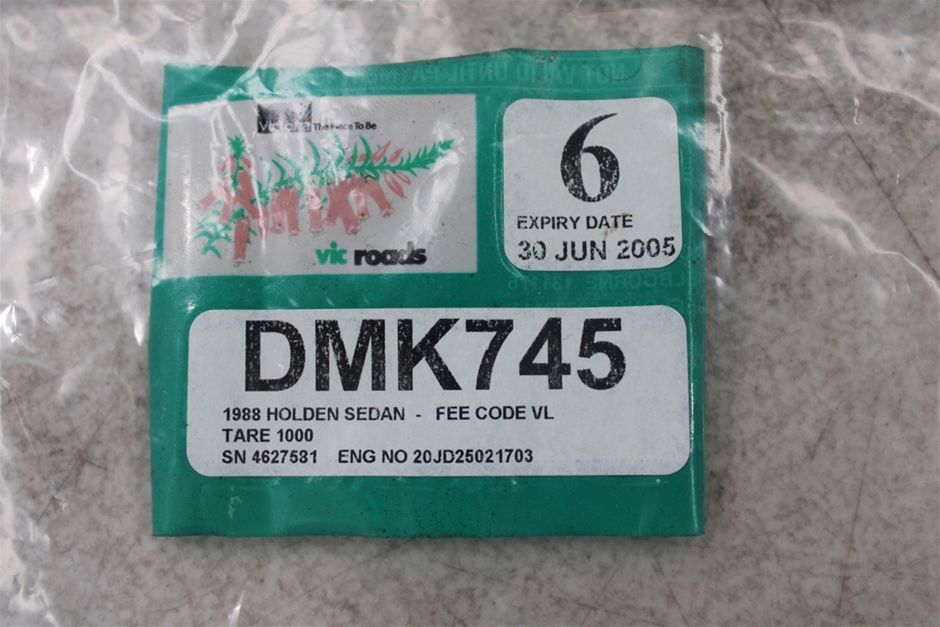 Victoria The Place To Be
vic roads
6
EXPIRY DATE
30 JUN 2005
DMK745
1988 HOLDEN SEDAN - FEE CODE VL
TARE 1000
SN 4627531 ENG NO 20JD25021703